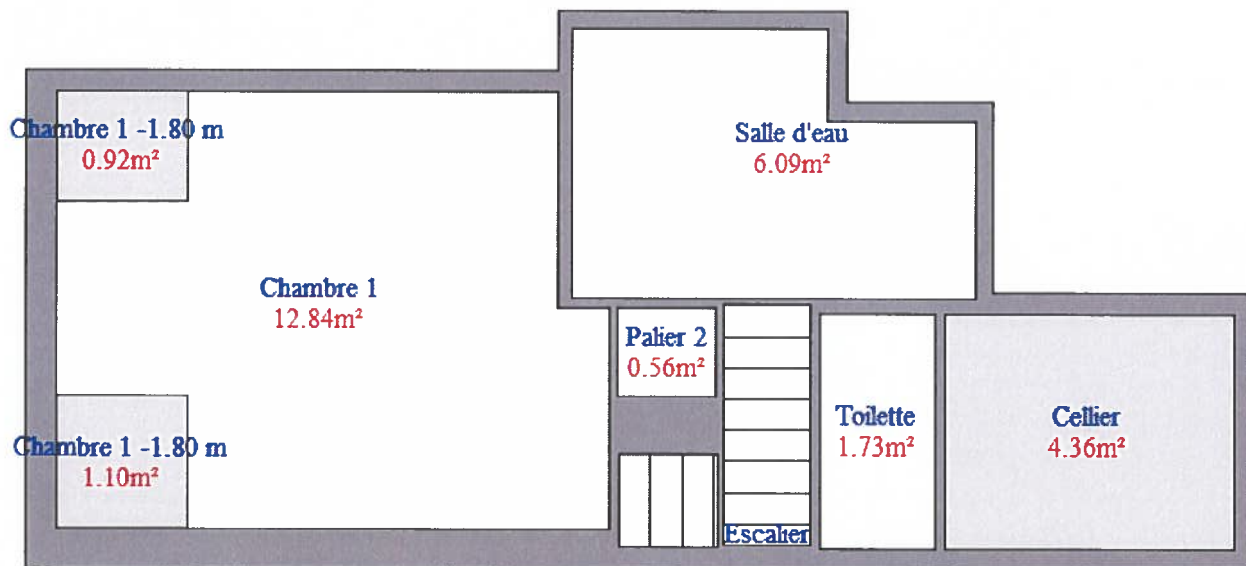 Chambre 1 -1.80 m
0.92m²
Salle d'eau
6.09m²
Chambre 1
12.84m²
Palier 2
0.56m²
Toilette
1.73m²
Cellier
4.36m²
Chambre 1 -1.80 m
1.10m²
Escalier